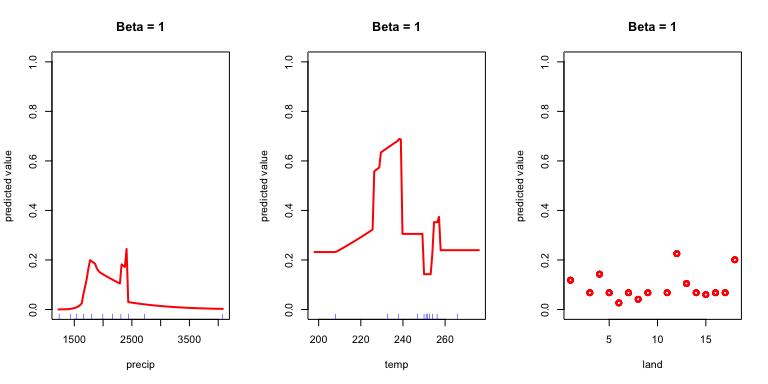 Beta = 1
predicted value
0.0 0.2 0.4 0.6 0.8 1.0
1500 2500 3500
precip
Beta = 1
predicted value
0.0 0.2 0.4 0.6 0.8 1.0
200 220 240 260
temp
Beta = 1
predicted value
0.0 0.2 0.4 0.6 0.8 1.0
5 10 15
land